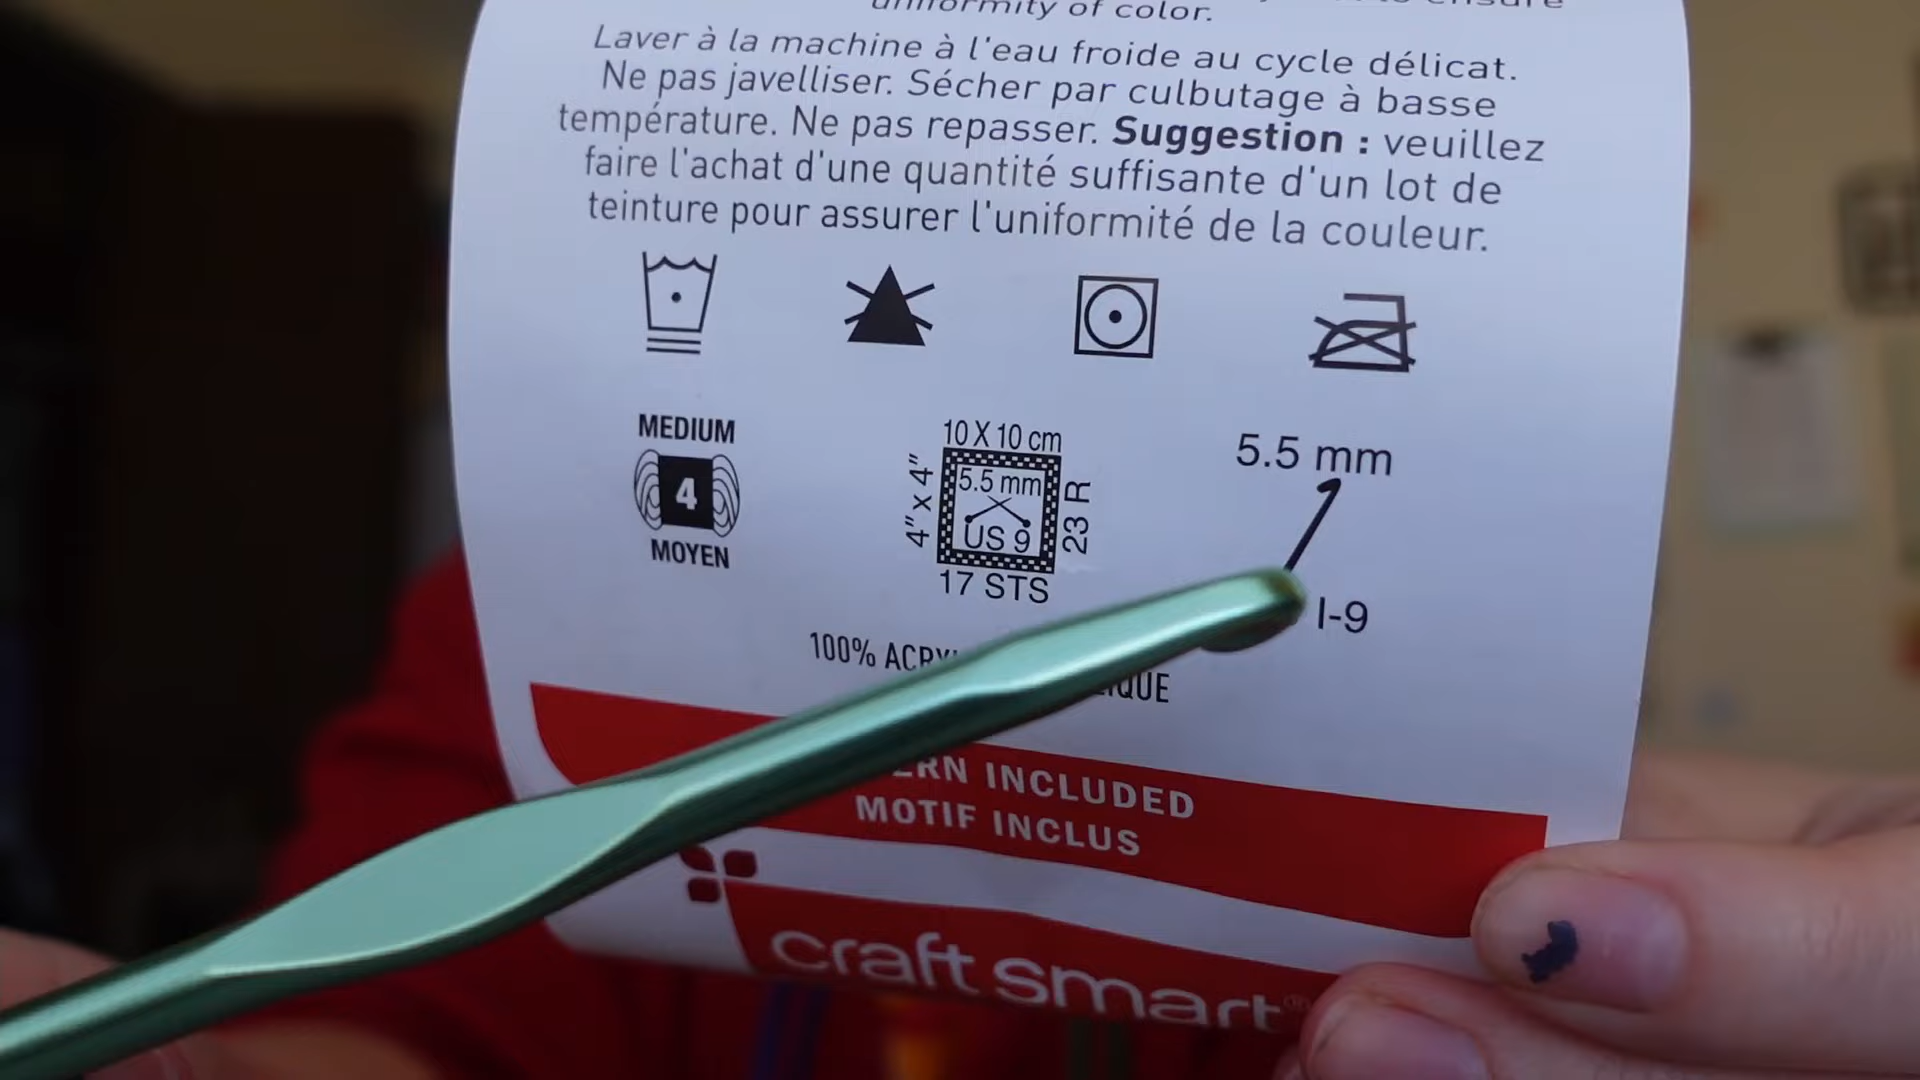 uniformity of color.
Laver à la machine à l'eau froide au cycle délicat.
Ne pas javelliser. Sécher par culbutage à basse
température. Ne pas repasser. Suggestion : veuillez
faire l'achat d'une quantité suffisante d'un lot de
teinture pour assurer l'uniformité de la couleur.
MEDIUM
4
MOYEN
10 X 10 cm
4" x 4"
5.5 mm
US 9
23 R
17 STS
5.5 mm
I-9
100%
INCLUDED
MOTIF INCLUS
craft smart